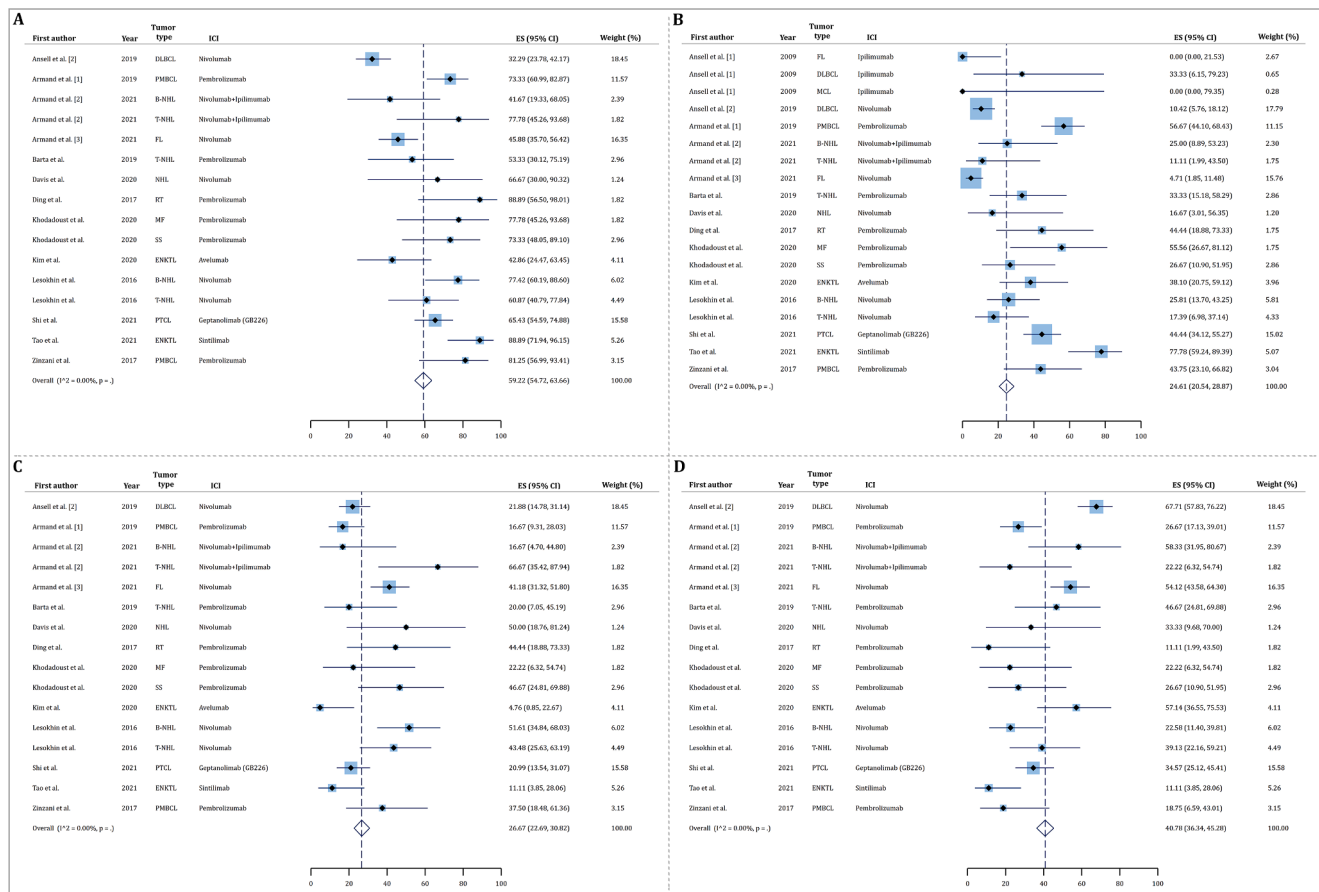 A
Tumor
First author Year type ICI ES (95% CI) Weight (%)
Ansell et al. [2] 2019 DLBCL Nivolumab 32.29 (23.78, 42.17) 18.45
Armand et al. [1] 2019 PMBCL Pembrolizumab 73.33 (60.99, 82.87) 11.57
Armand et al. [2] 2021 B-NHL Nivolumab+Ipilimumab 41.67 (19.33, 68.05) 2.39
Armand et al. [2] 2021 T-NHL Nivolumab+Ipilimumab 77.78 (45.26, 93.68) 1.82
Armand et al. [3] 2021 FL Nivolumab 45.88 (35.70, 56.42) 16.35
Barta et al. 2019 T-NHL Pembrolizumab 53.33 (30.12, 75.19) 2.96
Davis et al. 2020 NHL Nivolumab 66.67 (30.00, 90.32) 1.24
Ding et al. 2017 RT Pembrolizumab 88.89 (56.50, 98.01) 1.82
Khodadoust et al. 2020 MF Pembrolizumab 77.78 (45.26, 93.68) 1.82
Khodadoust et al. 2020 SS Pembrolizumab 73.33 (48.05, 89.10) 2.96
Kim et al. 2020 ENKTL Avelumab 42.86 (24.47, 63.45) 4.11
Lesokhin et al. 2016 B-NHL Nivolumab 77.42 (60.19, 88.60) 6.02
Lesokhin et al. 2016 T-NHL Nivolumab 60.87 (40.79, 77.84) 4.49
Shi et al. 2021 PTCL Geptanolimab (GB226) 65.43 (54.59, 74.88) 15.58
Tao et al. 2021 ENKTL Sintilimab 88.89 (71.94, 96.15) 5.26
Zinzani et al. 2017 PMBCL Pembrolizumab 81.25 (56.99, 93.41) 3.15
Overall (I^2 = 0.00%, p = .) 59.22 (54.72, 63.66) 100.00
0 20 40 60 80 100
B
Tumor
First author Year type ICI ES (95% CI) Weight (%)
Ansell et al. [1] 2009 FL Ipilimumab 0.00 (0.00, 21.53) 2.67
Ansell et al. [1] 2009 DLBCL Ipilimumab 33.33 (6.15, 79.23) 0.65
Ansell et al. [1] 2009 MCL Ipilimumab 0.00 (0.00, 79.35) 0.28
Ansell et al. [2] 2019 DLBCL Nivolumab 10.42 (5.76, 18.12) 17.79
Armand et al. [1] 2019 PMBCL Pembrolizumab 56.67 (44.10, 68.43) 11.15
Armand et al. [2] 2021 B-NHL Nivolumab+Ipilimumab 25.00 (8.89, 53.23) 2.30
Armand et al. [2] 2021 T-NHL Nivolumab+Ipilimumab 11.11 (1.99, 43.50) 1.75
Armand et al. [3] 2021 FL Nivolumab 4.71 (1.85, 11.48) 15.76
Barta et al. 2019 T-NHL Pembrolizumab 33.33 (15.18, 58.29) 2.86
Davis et al. 2020 NHL Nivolumab 16.67 (3.01, 56.35) 1.20
Ding et al. 2017 RT Pembrolizumab 44.44 (18.88, 73.33) 1.75
Khodadoust et al. 2020 MF Pembrolizumab 55.56 (26.67, 81.12) 1.75
Khodadoust et al. 2020 SS Pembrolizumab 26.67 (10.90, 51.95) 2.86
Kim et al. 2020 ENKTL Avelumab 38.10 (20.75, 59.12) 3.96
Lesokhin et al. 2016 B-NHL Nivolumab 25.81 (13.70, 43.25) 5.81
Lesokhin et al. 2016 T-NHL Nivolumab 17.39 (6.98, 37.14) 4.33
Shi et al. 2021 PTCL Geptanolimab (GB226) 44.44 (34.12, 55.27) 15.02
Tao et al. 2021 ENKTL Sintilimab 77.78 (59.24, 89.39) 5.07
Zinzani et al. 2017 PMBCL Pembrolizumab 43.75 (23.10, 66.82) 3.04
Overall (I^2 = 0.00%, p = .) 24.61 (20.54, 28.87) 100.00
0 20 40 60 80 100
C
Tumor
First author Year type ICI ES (95% CI) Weight (%)
Ansell et al. [2] 2019 DLBCL Nivolumab 21.88 (14.78, 31.14) 18.45
Armand et al. [1] 2019 PMBCL Pembrolizumab 16.67 (9.31, 28.03) 11.57
Armand et al. [2] 2021 B-NHL Nivolumab+Ipilimumab 16.67 (4.70, 44.80) 2.39
Armand et al. [2] 2021 T-NHL Nivolumab+Ipilimumab 66.67 (35.42, 87.94) 1.82
Armand et al. [3] 2021 FL Nivolumab 41.18 (31.32, 51.80) 16.35
Barta et al. 2019 T-NHL Pembrolizumab 20.00 (7.05, 45.19) 2.96
Davis et al. 2020 NHL Nivolumab 50.00 (18.76, 81.24) 1.24
Ding et al. 2017 RT Pembrolizumab 44.44 (18.88, 73.33) 1.82
Khodadoust et al. 2020 MF Pembrolizumab 22.22 (6.32, 54.74) 1.82
Khodadoust et al. 2020 SS Pembrolizumab 46.67 (24.81, 69.88) 2.96
Kim et al. 2020 ENKTL Avelumab 4.76 (0.85, 22.67) 4.11
Lesokhin et al. 2016 B-NHL Nivolumab 51.61 (34.84, 68.03) 6.02
Lesokhin et al. 2016 T-NHL Nivolumab 43.48 (25.63, 63.19) 4.49
Shi et al. 2021 PTCL Geptanolimab (GB226) 20.99 (13.54, 31.07) 15.58
Tao et al. 2021 ENKTL Sintilimab 11.11 (3.85, 28.06) 5.26
Zinzani et al. 2017 PMBCL Pembrolizumab 37.50 (18.48, 61.36) 3.15
Overall (I^2 = 0.00%, p = .) 26.67 (22.69, 30.82) 100.00
0 20 40 60 80 100
D
Tumor
First author Year type ICI ES (95% CI) Weight (%)
Ansell et al. [2] 2019 DLBCL Nivolumab 67.71 (57.83, 76.22) 18.45
Armand et al. [1] 2019 PMBCL Pembrolizumab 26.67 (17.13, 39.01) 11.57
Armand et al. [2] 2021 B-NHL Nivolumab+Ipilimumab 58.33 (31.95, 80.67) 2.39
Armand et al. [2] 2021 T-NHL Nivolumab+Ipilimumab 22.22 (6.32, 54.74) 1.82
Armand et al. [3] 2021 FL Nivolumab 54.12 (43.58, 64.30) 16.35
Barta et al. 2019 T-NHL Pembrolizumab 46.67 (24.81, 69.88) 2.96
Davis et al. 2020 NHL Nivolumab 33.33 (9.68, 70.00) 1.24
Ding et al. 2017 RT Pembrolizumab 11.11 (1.99, 43.50) 1.82
Khodadoust et al. 2020 MF Pembrolizumab 22.22 (6.32, 54.74) 1.82
Khodadoust et al. 2020 SS Pembrolizumab 26.67 (10.90, 51.95) 2.96
Kim et al. 2020 ENKTL Avelumab 57.14 (36.55, 75.53) 4.11
Lesokhin et al. 2016 B-NHL Nivolumab 22.58 (11.40, 39.81) 6.02
Lesokhin et al. 2016 T-NHL Nivolumab 39.13 (22.16, 59.21) 4.49
Shi et al. 2021 PTCL Geptanolimab (GB226) 34.57 (25.12, 45.41) 15.58
Tao et al. 2021 ENKTL Sintilimab 11.11 (3.85, 28.06) 5.26
Zinzani et al. 2017 PMBCL Pembrolizumab 18.75 (6.59, 43.01) 3.15
Overall (I^2 = 0.00%, p = .) 40.78 (36.34, 45.28) 100.00
0 20 40 60 80 100